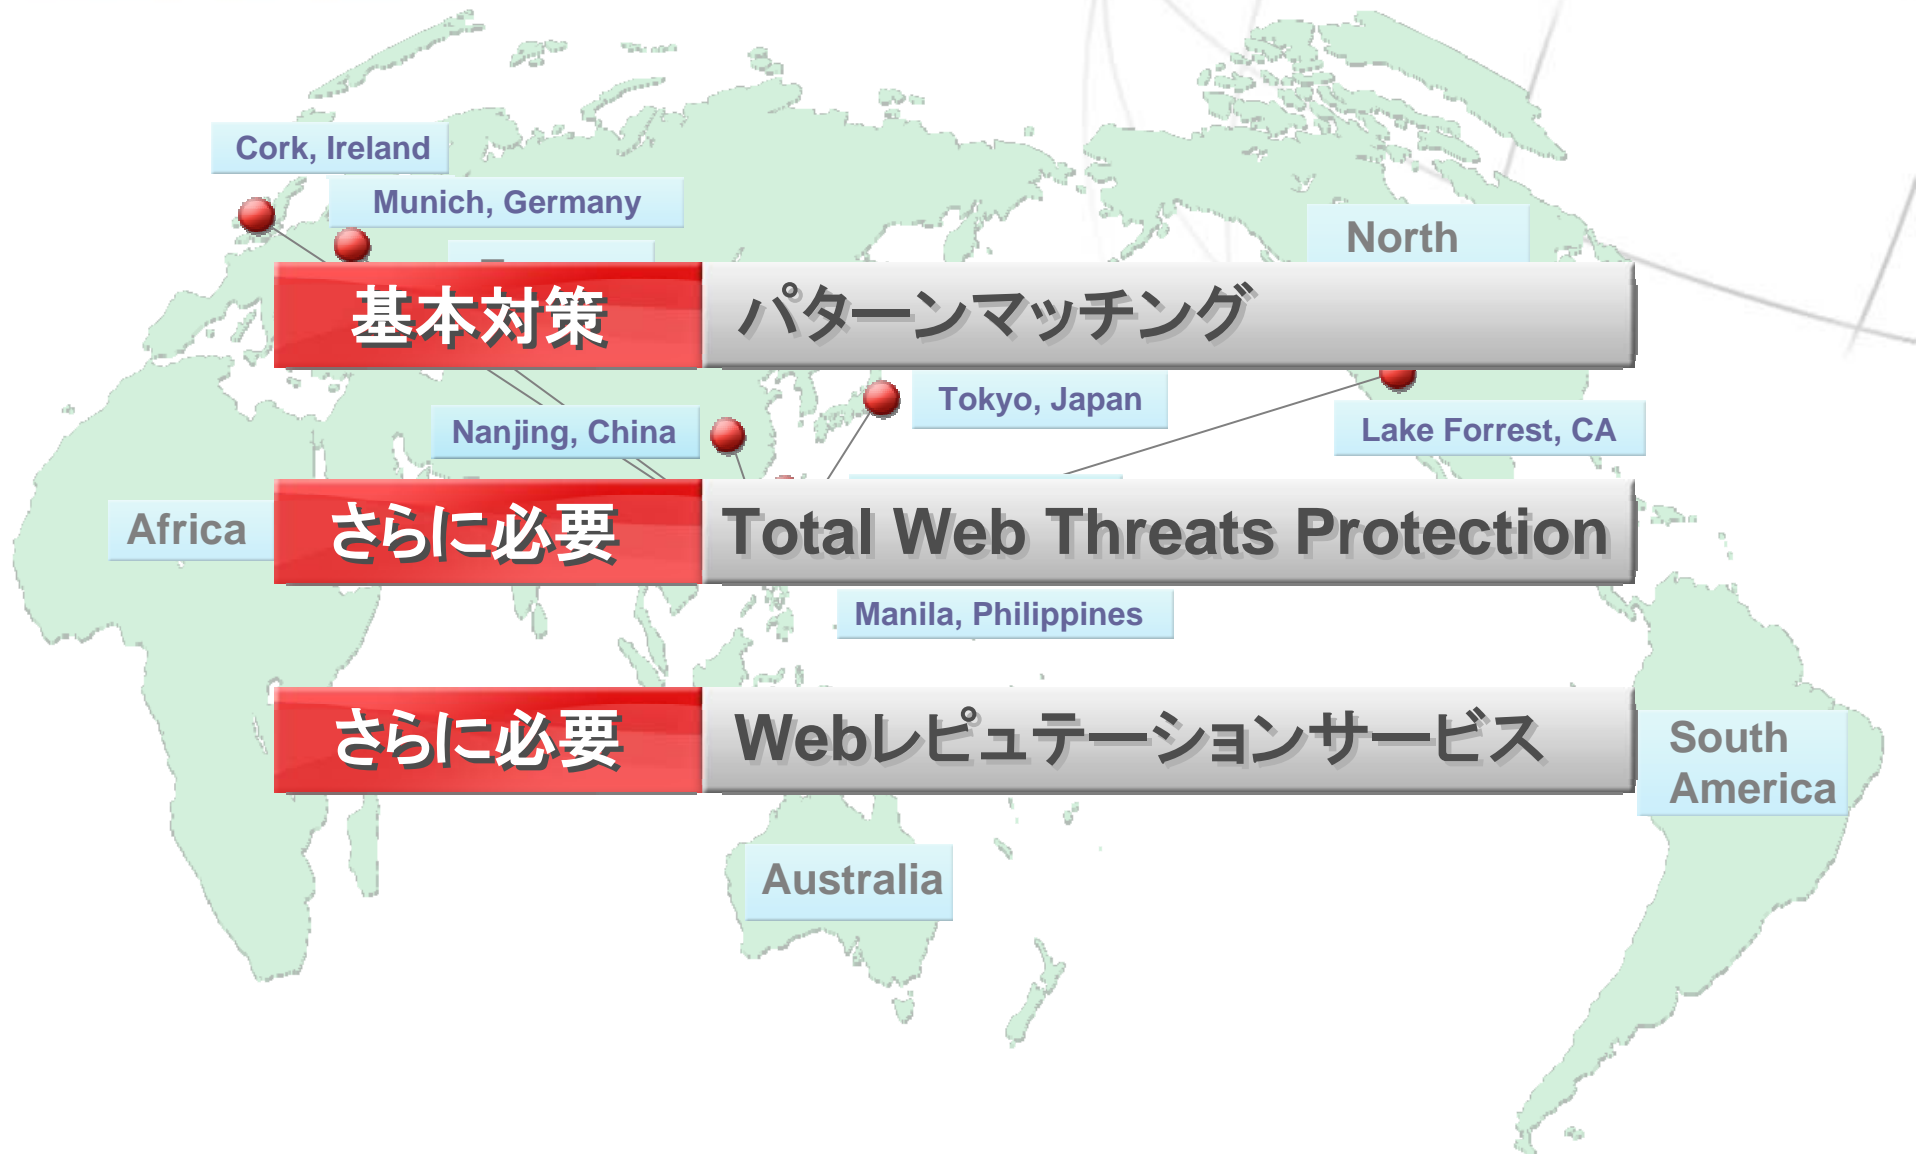 Cork, Ireland
Munich, Germany
North
基本対策 パターンマッチング
Tokyo, Japan
Nanjing, China
Lake Forrest, CA
Africa
さらに必要 Total Web Threats Protection
Manila, Philippines
さらに必要 Webレピュテーションサービス
South
America
Australia